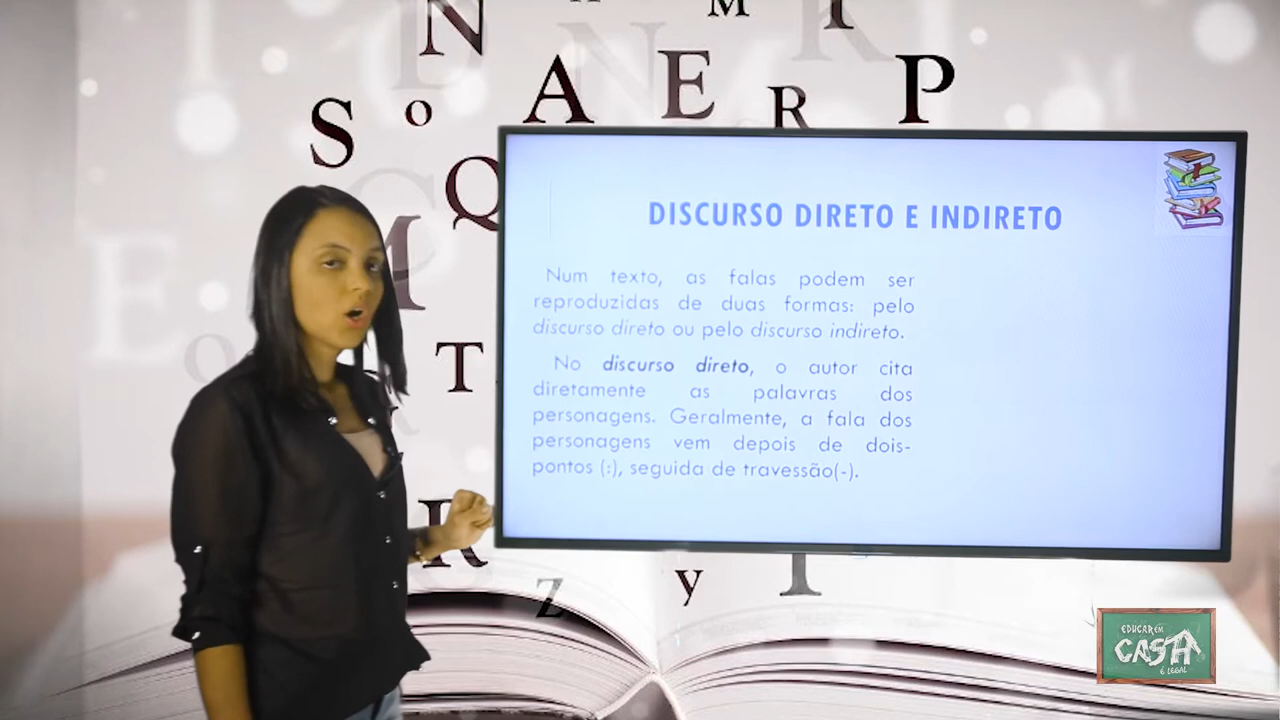 N M I
S o A E R P
Q
M
T
R
z y I
DISCURSO DIRETO E INDIRETO
Num texto, as falas podem ser
reproduzidas de duas formas: pelo
discurso direto ou pelo discurso indireto.
No discurso direto, o autor cita
diretamente as palavras dos
personagens. Geralmente, a fala dos
personagens vem depois de dois-
pontos (:), seguida de travessão(-).
EDUCAR EM
CASA
É LEGAL